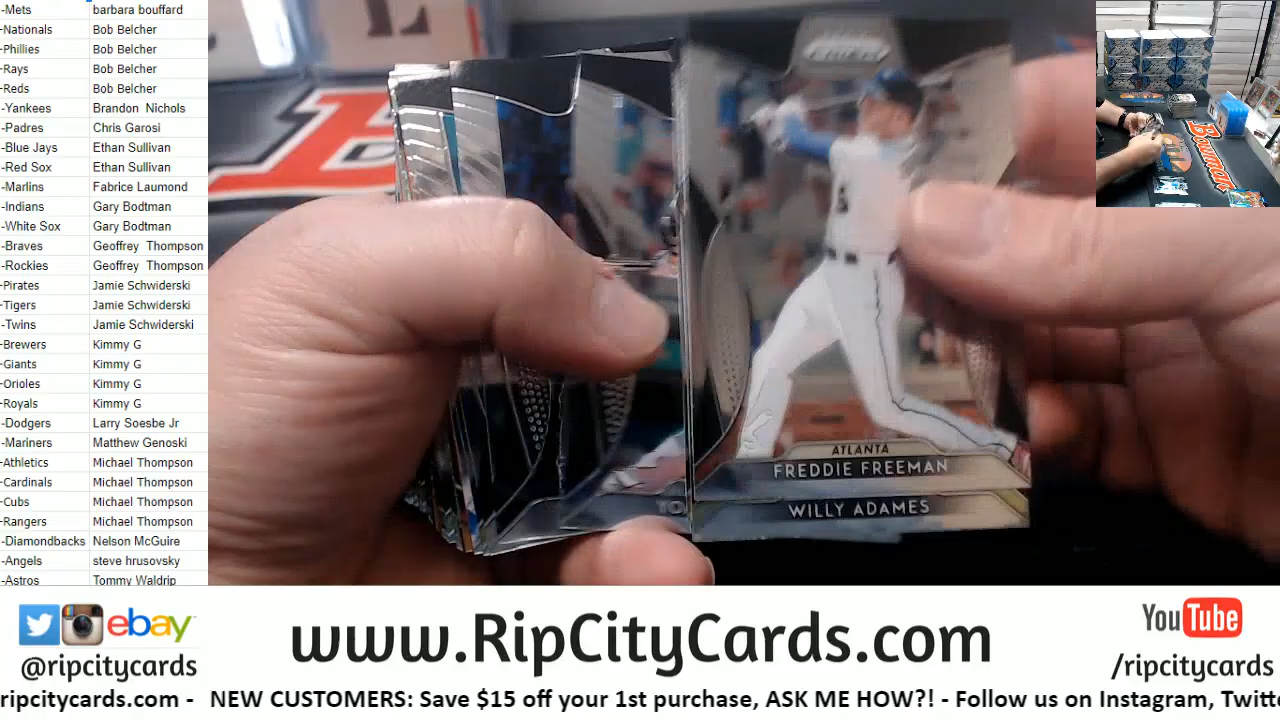 -Mets barbara bouffard
-Nationals Bob Belcher
-Phillies Bob Belcher
-Rays Bob Belcher
-Reds Bob Belcher
-Yankees Brandon Nichols
-Padres Chris Garosi
-Blue Jays Ethan Sullivan
-Red Sox Ethan Sullivan
-Marlins Fabrice Laumond
-Indians Gary Bodtman
-White Sox Gary Bodtman
-Braves Geoffrey Thompson
-Rockies Geoffrey Thompson
-Pirates Jamie Schwiderski
-Tigers Jamie Schwiderski
-Twins Jamie Schwiderski
-Brewers Kimmy G
-Giants Kimmy G
-Orioles Kimmy G
-Royals Kimmy G
-Dodgers Larry Soesbe Jr
-Mariners Matthew Genoski
-Athletics Michael Thompson
-Cardinals Michael Thompson
-Cubs Michael Thompson
-Rangers Michael Thompson
-Diamondbacks Nelson McGuire
-Angels steve hrusovsky
-Astros Tommy Waldrip
PRIZM
ATLANTA
FREDDIE FREEMAN
WILLY ADAMES
TO
Bowman
ebay
@ripcitycards
www.RipCityCards.com
YouTube
/ripcitycards
ripcitycards.com - NEW CUSTOMERS: Save $15 off your 1st purchase, ASK ME HOW?! - Follow us on Instagram, Twitte